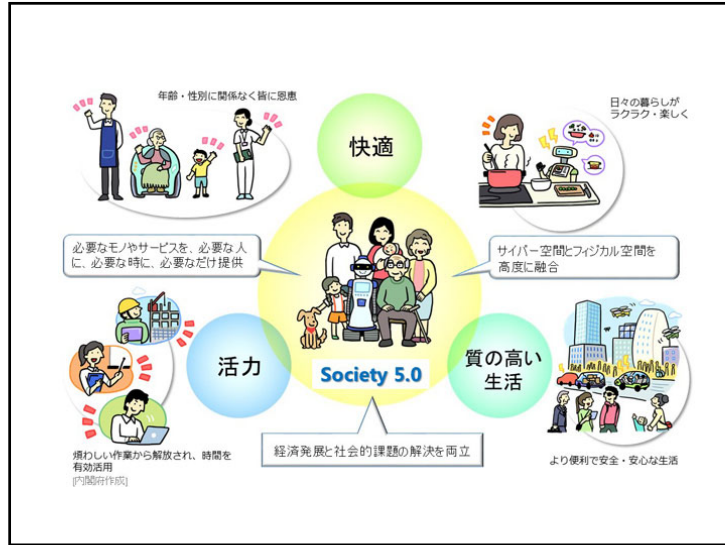 年齢・性別に関係なく皆に恩恵
日々の暮らしが
ラクラク・楽しく
快適
必要なモノやサービスを、必要な人
に、必要な時に、必要なだけ提供
サイバー空間とフィジカル空間を
高度に融合
活力
Society 5.0
質の高い
生活
経済発展と社会的課題の解決を両立
煩わしい作業から解放され、時間を
有効活用
[内閣府作成]
より便利で安全・安心な生活